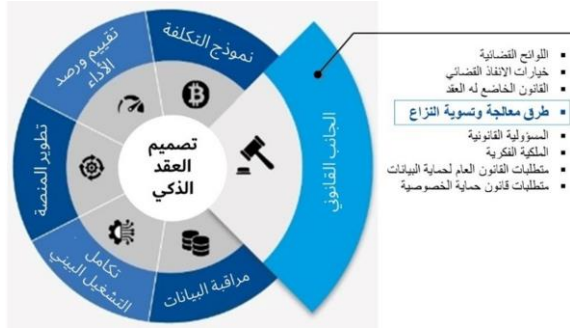 نموذج التكلفة
تقييم ورصد
الأداء
تطوير المنصة
تكامل
التشغيل البيني
مراقبة البيانات
الجانب القانوني
تصميم
العقد
الذكي
اللوائح القضائية
خيارات الانفاذ القضائي
القانون الخاضع له العقد
طرق معالجة وتسوية النزاع
المسؤولية القانونية
الملكية الفكرية
متطلبات القانون العام لحماية البيانات
متطلبات قانون حماية الخصوصية